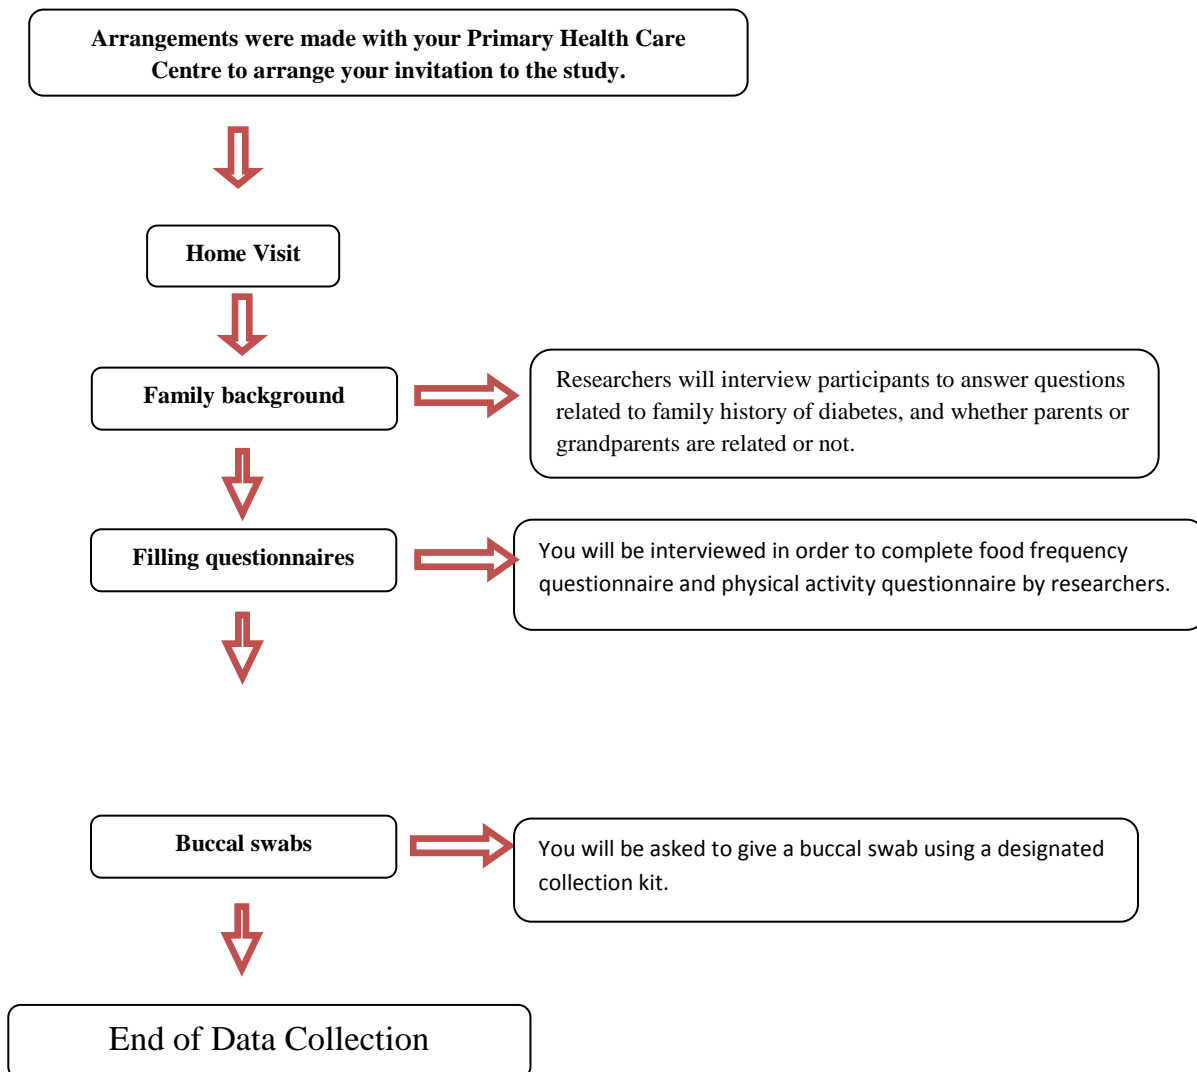 Arrangements were made with your Primary Health Care
Centre to arrange your invitation to the study.
Home Visit
Family background
Researchers will interview participants to answer questions
related to family history of diabetes, and whether parents or
grandparents are related or not.
Filling questionnaires
You will be interviewed in order to complete food frequency
questionnaire and physical activity questionnaire by researchers.
Buccal swabs
You will be asked to give a buccal swab using a designated
collection kit.
End of Data Collection